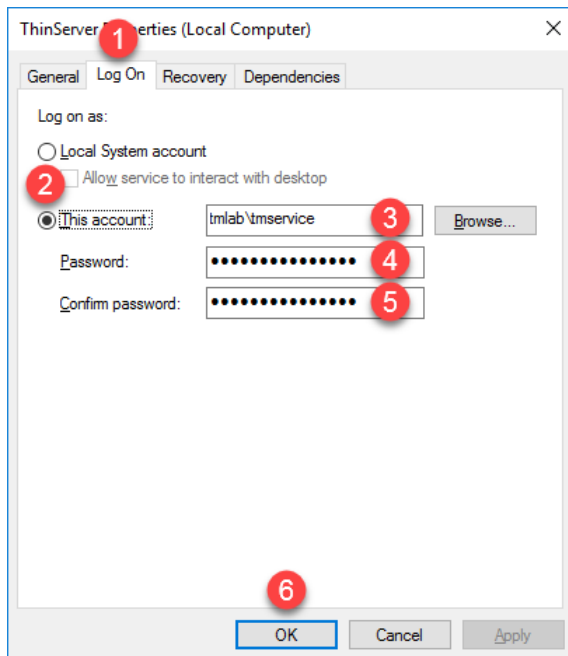 ThinServer Properties (Local Computer)
1
General
Log On
Recovery
Dependencies
Log on as:
Local System account
2
Allow service to interact with desktop
This account:
tmlab\tmservice
3
Browse...
Password:
●●●●●●●●●●●●●●●
4
Confirm password:
●●●●●●●●●●●●●●●
5
6
OK
Cancel
Apply